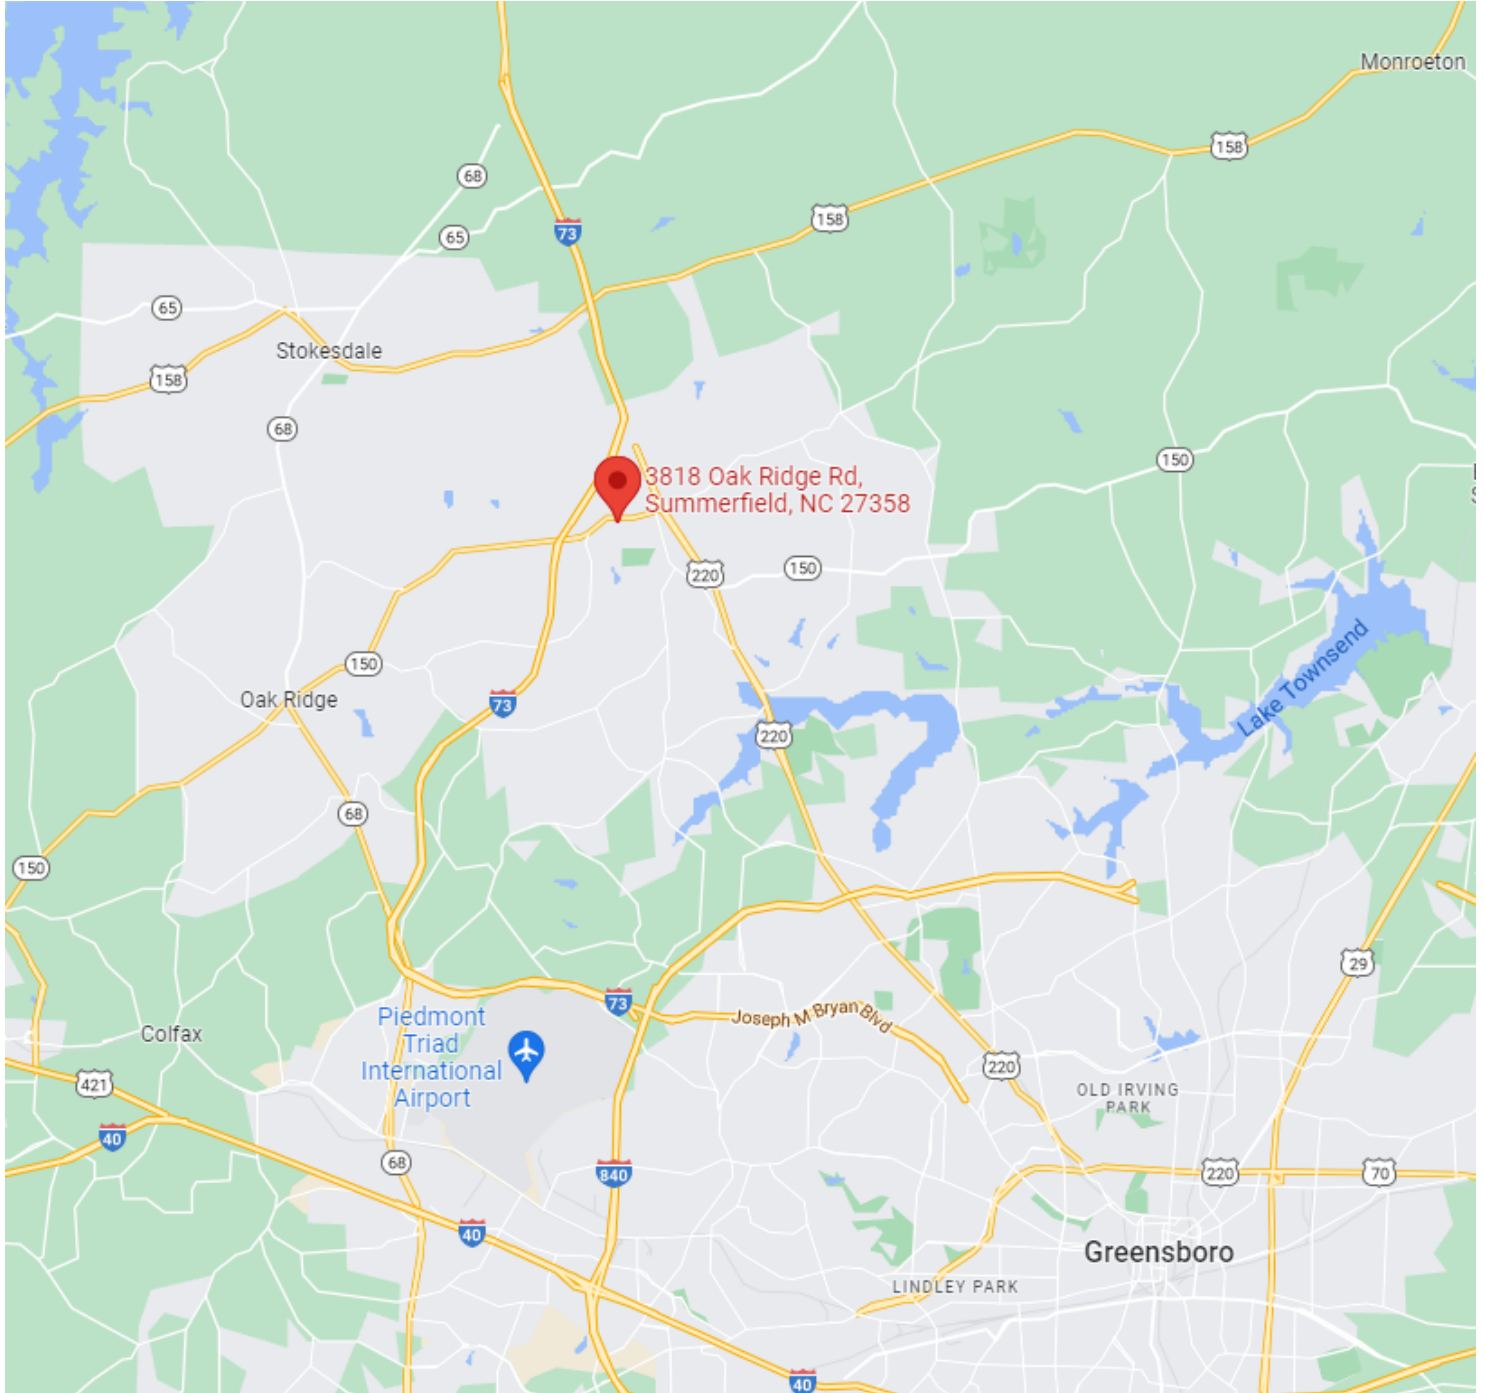 Monroeton
158
68
158
65
73
65
Stokesdale
158
68
150
3818 Oak Ridge Rd,
Summerfield, NC 27358
220
150
150
Oak Ridge
73
Lake Townsend
220
68
150
29
73
Joseph M Bryan Blvd
Piedmont
Triad
International
Airport
Colfax
421
220
OLD IRVING
PARK
40
68
840
220
70
40
Greensboro
LINDLEY PARK
40